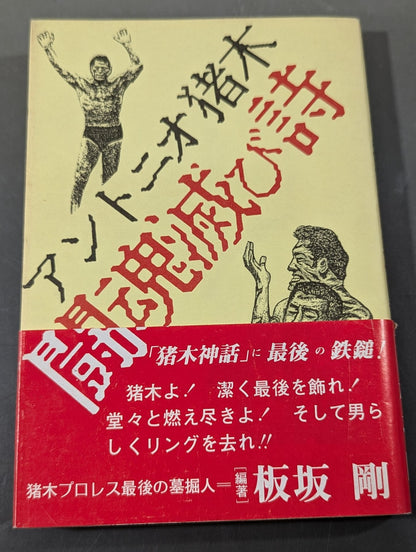 アントニオ猪木
闘魂滅び詩
「猪木神話」に最後の鉄鎚!
猪木よ! 潔く最後を飾れ!
堂々と燃え尽きよ! そして男ら
しくリングを去れ!!
猪木プロレス最後の墓掘人=[編著]板坂 剛